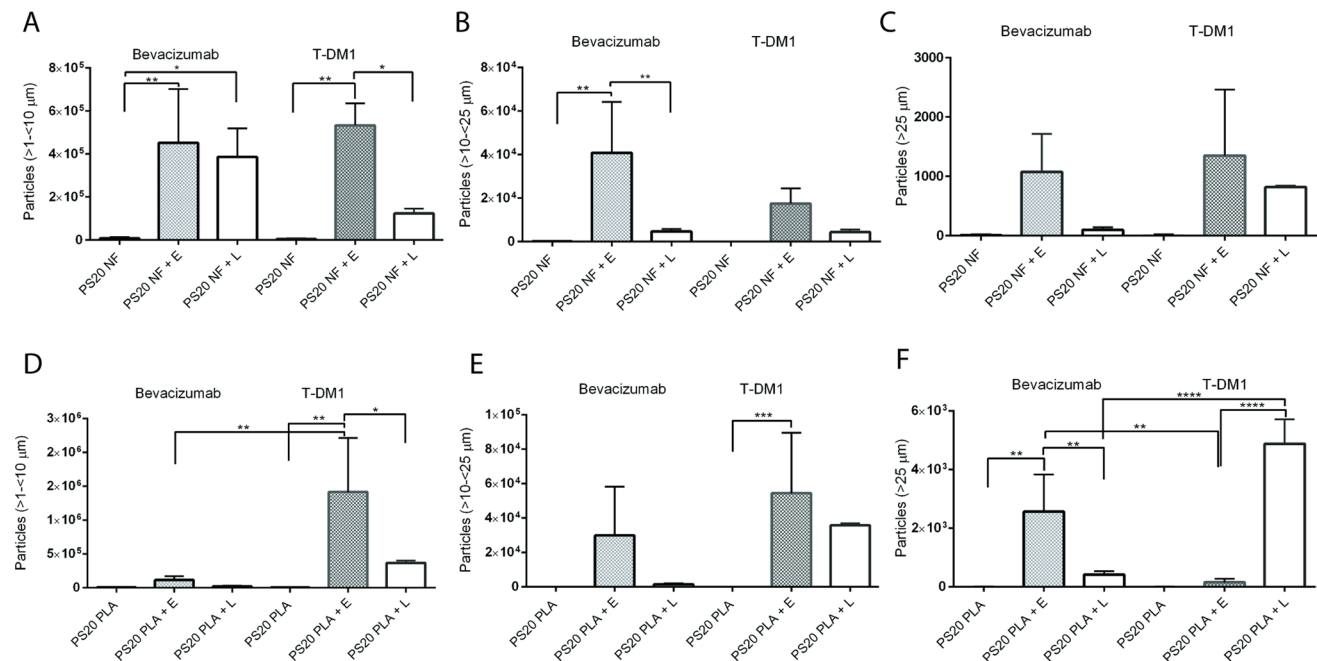 A
Bevacizumab
T-DM1
Particles (>1-<10 μm)
8×10⁵
6×10⁵
4×10⁵
2×10⁵
0
*
**
**
*
PS20 NF
PS20 NF + E
PS20 NF + L
PS20 NF
PS20 NF + E
PS20 NF + L
B
Bevacizumab
T-DM1
Particles (>10-<25 μm)
8×10⁴
6×10⁴
4×10⁴
2×10⁴
0
**
**
PS20 NF
PS20 NF + E
PS20 NF + L
PS20 NF
PS20 NF + E
PS20 NF + L
C
Bevacizumab
T-DM1
Particles (>25 μm)
3000
2000
1000
0
PS20 NF
PS20 NF + E
PS20 NF + L
PS20 NF
PS20 NF + E
PS20 NF + L
D
Bevacizumab
T-DM1
Particles (>1-<10 μm)
3×10⁶
2×10⁶
2×10⁶
1×10⁶
5×10⁵
0
**
**
*
PS20 PLA
PS20 PLA + E
PS20 PLA + L
PS20 PLA
PS20 PLA + E
PS20 PLA + L
E
Bevacizumab
T-DM1
Particles (>10-<25 μm)
1×10⁵
8×10⁴
6×10⁴
4×10⁴
2×10⁴
0
***
PS20 PLA
PS20 PLA + E
PS20 PLA + L
PS20 PLA
PS20 PLA + E
PS20 PLA + L
F
Bevacizumab
T-DM1
Particles (>25 μm)
6×10³
4×10³
2×10³
0
****
****
**
**
**
PS20 PLA
PS20 PLA + E
PS20 PLA + L
PS20 PLA
PS20 PLA + E
PS20 PLA + L